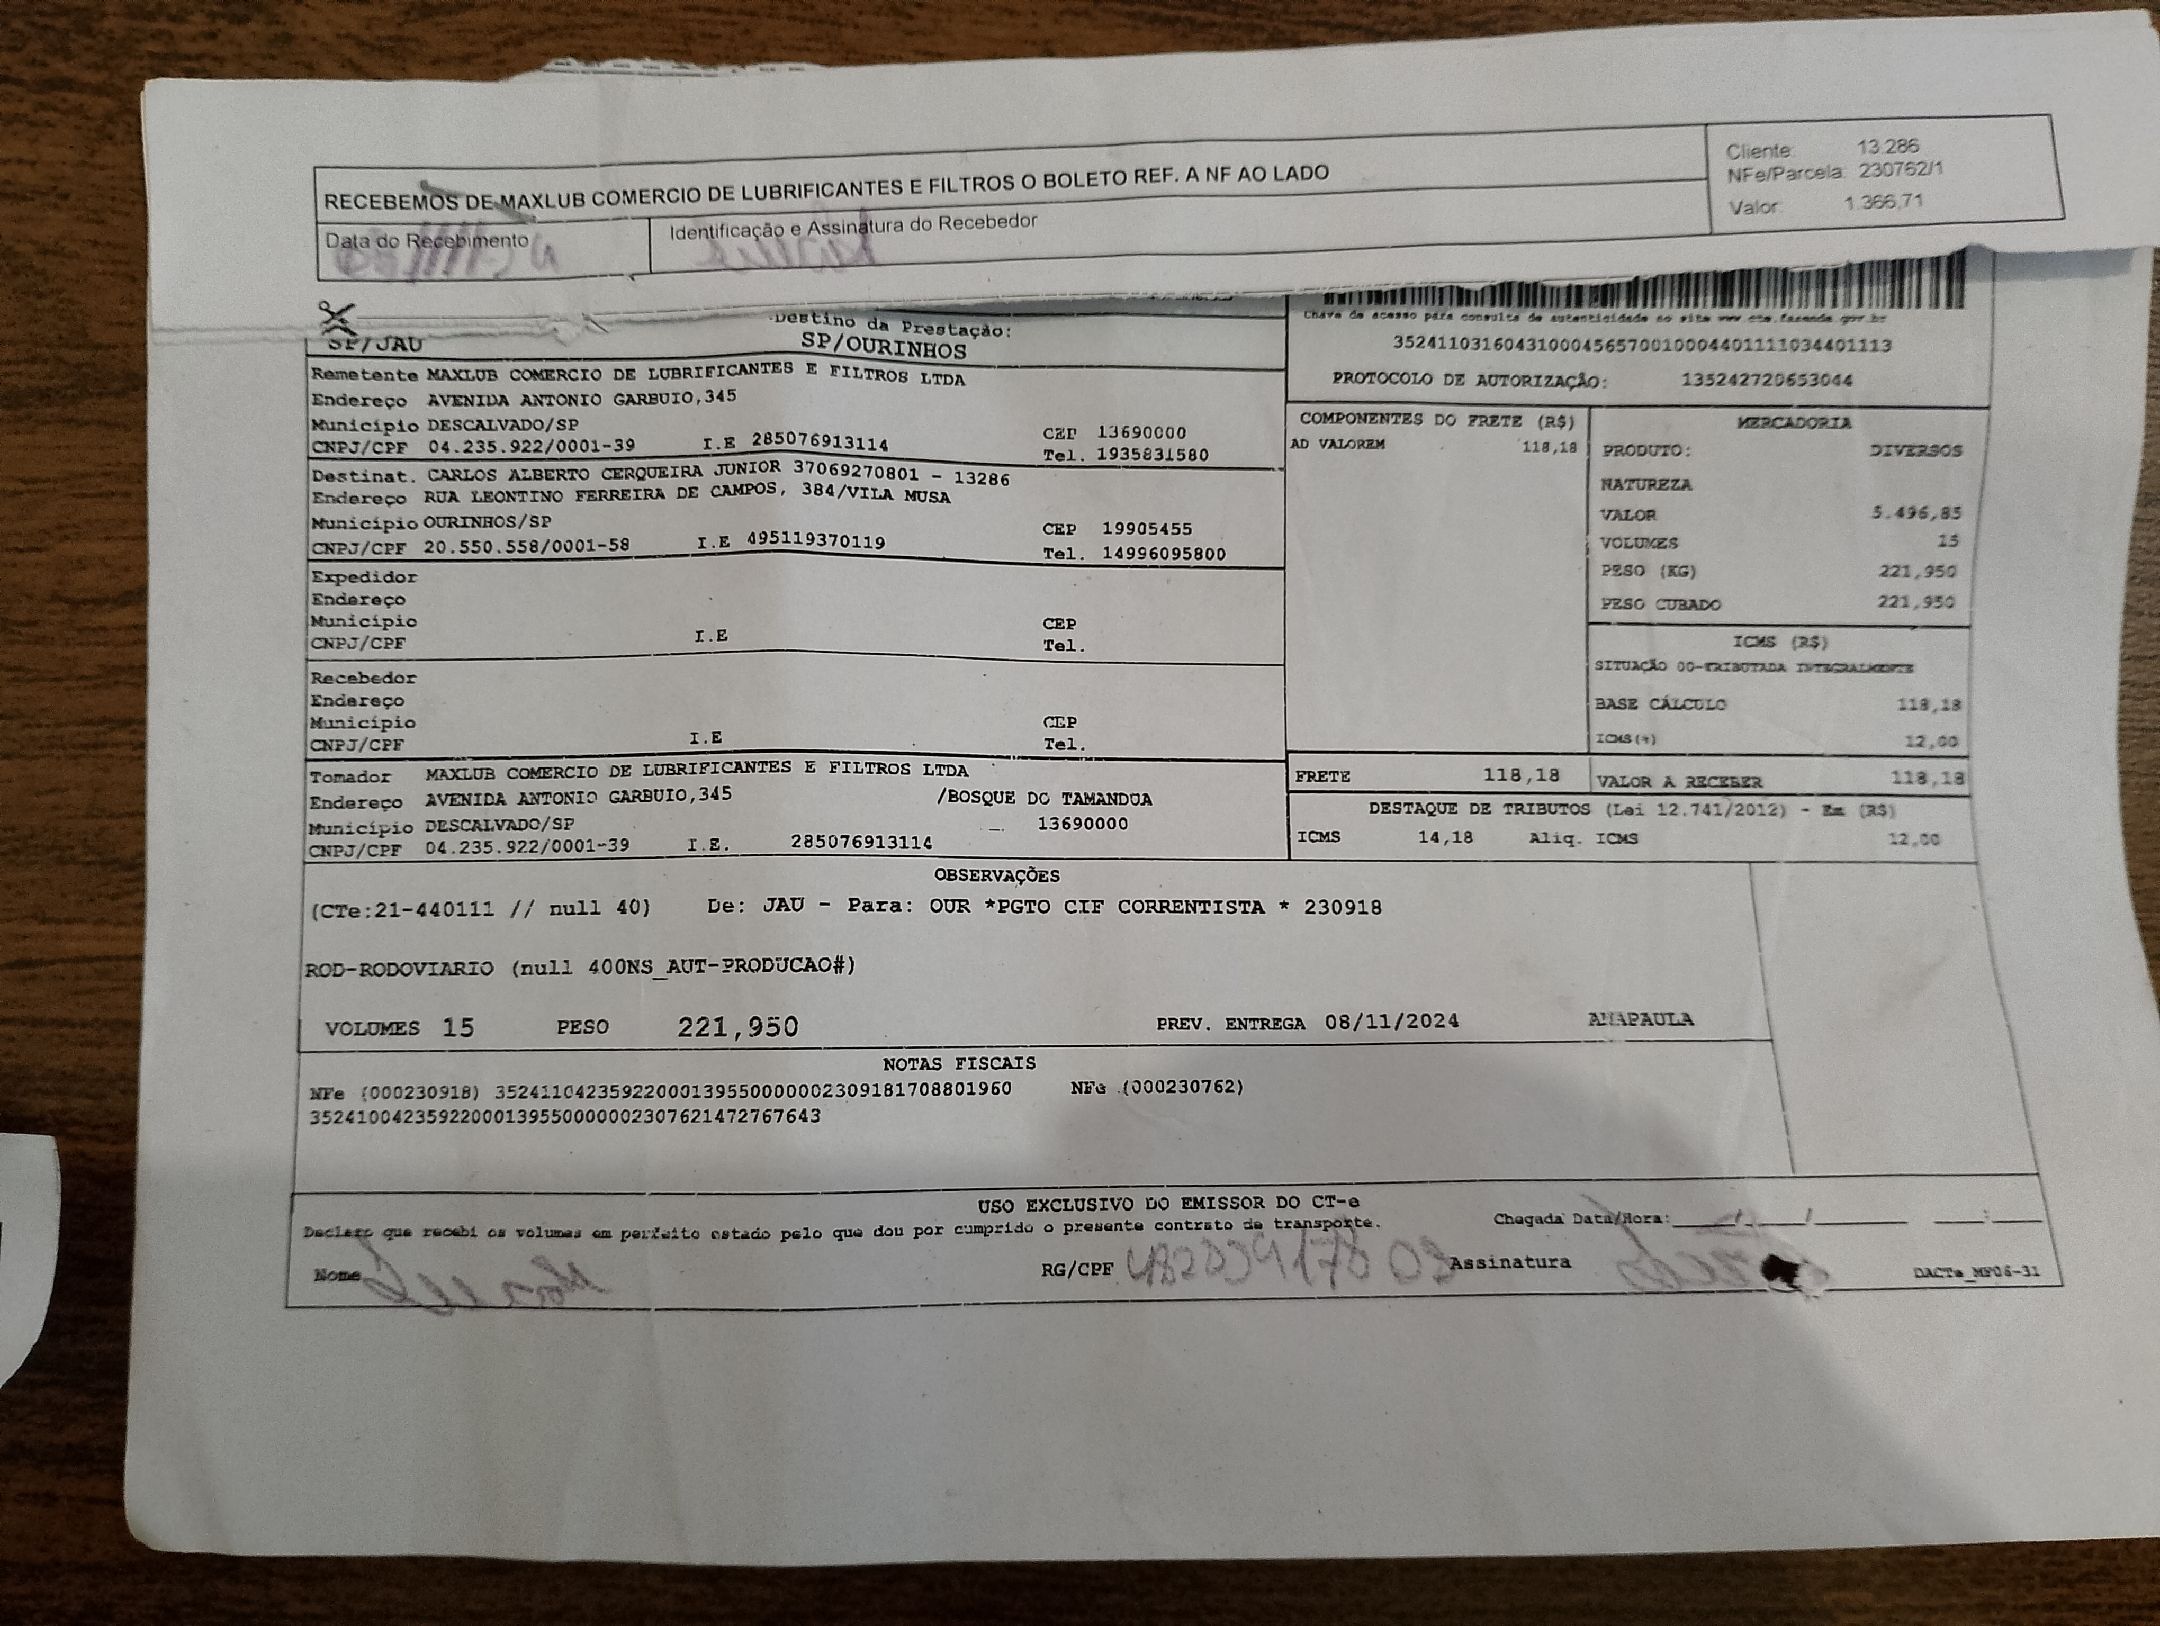 RECEBEMOS DE MAXLUB COMERCIO DE LUBRIFICANTES E FILTROS O BOLETO REF. A NF AO LADO
Cliente: 13.286
NFe/Parcela: 230762/1
Valor: 1.366,71
Data do Recebimento
Identificação e Assinatura do Recebedor
Destino da Prestação:
SP/JAU SP/OURINHOS
Chave de acesso para consulta de autenticidade no site www.cte.fazenda.gov.br
35241103160431000456570010004401111034401113
PROTOCOLO DE AUTORIZAÇÃO: 135242720653044
Remetente MAXLUB COMERCIO DE LUBRIFICANTES E FILTROS LTDA
Endereço AVENIDA ANTONIO GARBUIO,345
Município DESCALVADO/SP CEP 13690000
CNPJ/CPF 04.235.922/0001-39 I.E 285076913114 Tel. 1935831580
Destinat. CARLOS ALBERTO CERQUEIRA JUNIOR 37069270801 - 13286
Endereço RUA LEONTINO FERREIRA DE CAMPOS, 384/VILA MUSA
Município OURINHOS/SP CEP 19905455
CNPJ/CPF 20.550.558/0001-58 I.E 495119370119 Tel. 14996095800
Expedidor
Endereço
Município CEP
CNPJ/CPF I.E Tel.
Recebedor
Endereço
Município CEP
CNPJ/CPF I.E Tel.
Tomador MAXLUB COMERCIO DE LUBRIFICANTES E FILTROS LTDA
Endereço AVENIDA ANTONIO GARBUIO,345 /BOSQUE DO TAMANDUA
Município DESCALVADO/SP 13690000
CNPJ/CPF 04.235.922/0001-39 I.E. 285076913114
COMPONENTES DO FRETE (R$)
AD VALOREM 118,18
MERCADORIA
PRODUTO: DIVERSOS
NATUREZA
VALOR 5.496,85
VOLUMES 15
PESO (KG) 221,950
PESO CUBADO 221,950
ICMS (R$)
SITUAÇÃO 00-TRIBUTADA INTEGRALMENTE
BASE CÁLCULO 118,18
ICMS(%) 12,00
FRETE 118,18 VALOR A RECEBER 118,18
DESTAQUE DE TRIBUTOS (Lei 12.741/2012) - Em (R$)
ICMS 14,18 Aliq. ICMS 12,00
OBSERVAÇÕES
(CTe:21-440111 // null 40) De: JAU - Para: OUR *PGTO CIF CORRENTISTA * 230918
ROD-RODOVIARIO (null 400NS_AUT-PRODUCAO#)
VOLUMES 15 PESO 221,950 PREV. ENTREGA 08/11/2024 ANAPAULA
NOTAS FISCAIS
NFe (000230918) 35241104235922000139550000002309181708801960 NFe (000230762)
35241004235922000139550000002307621472767643
USO EXCLUSIVO DO EMISSOR DO CT-e
Declaro que recebi os volumes em perfeito estado pelo que dou por cumprido o presente contrato de transporte. Chegada Data/Hora: ____/____/____ ____:____
Nome RG/CPF Assinatura DACTe_MF06-31